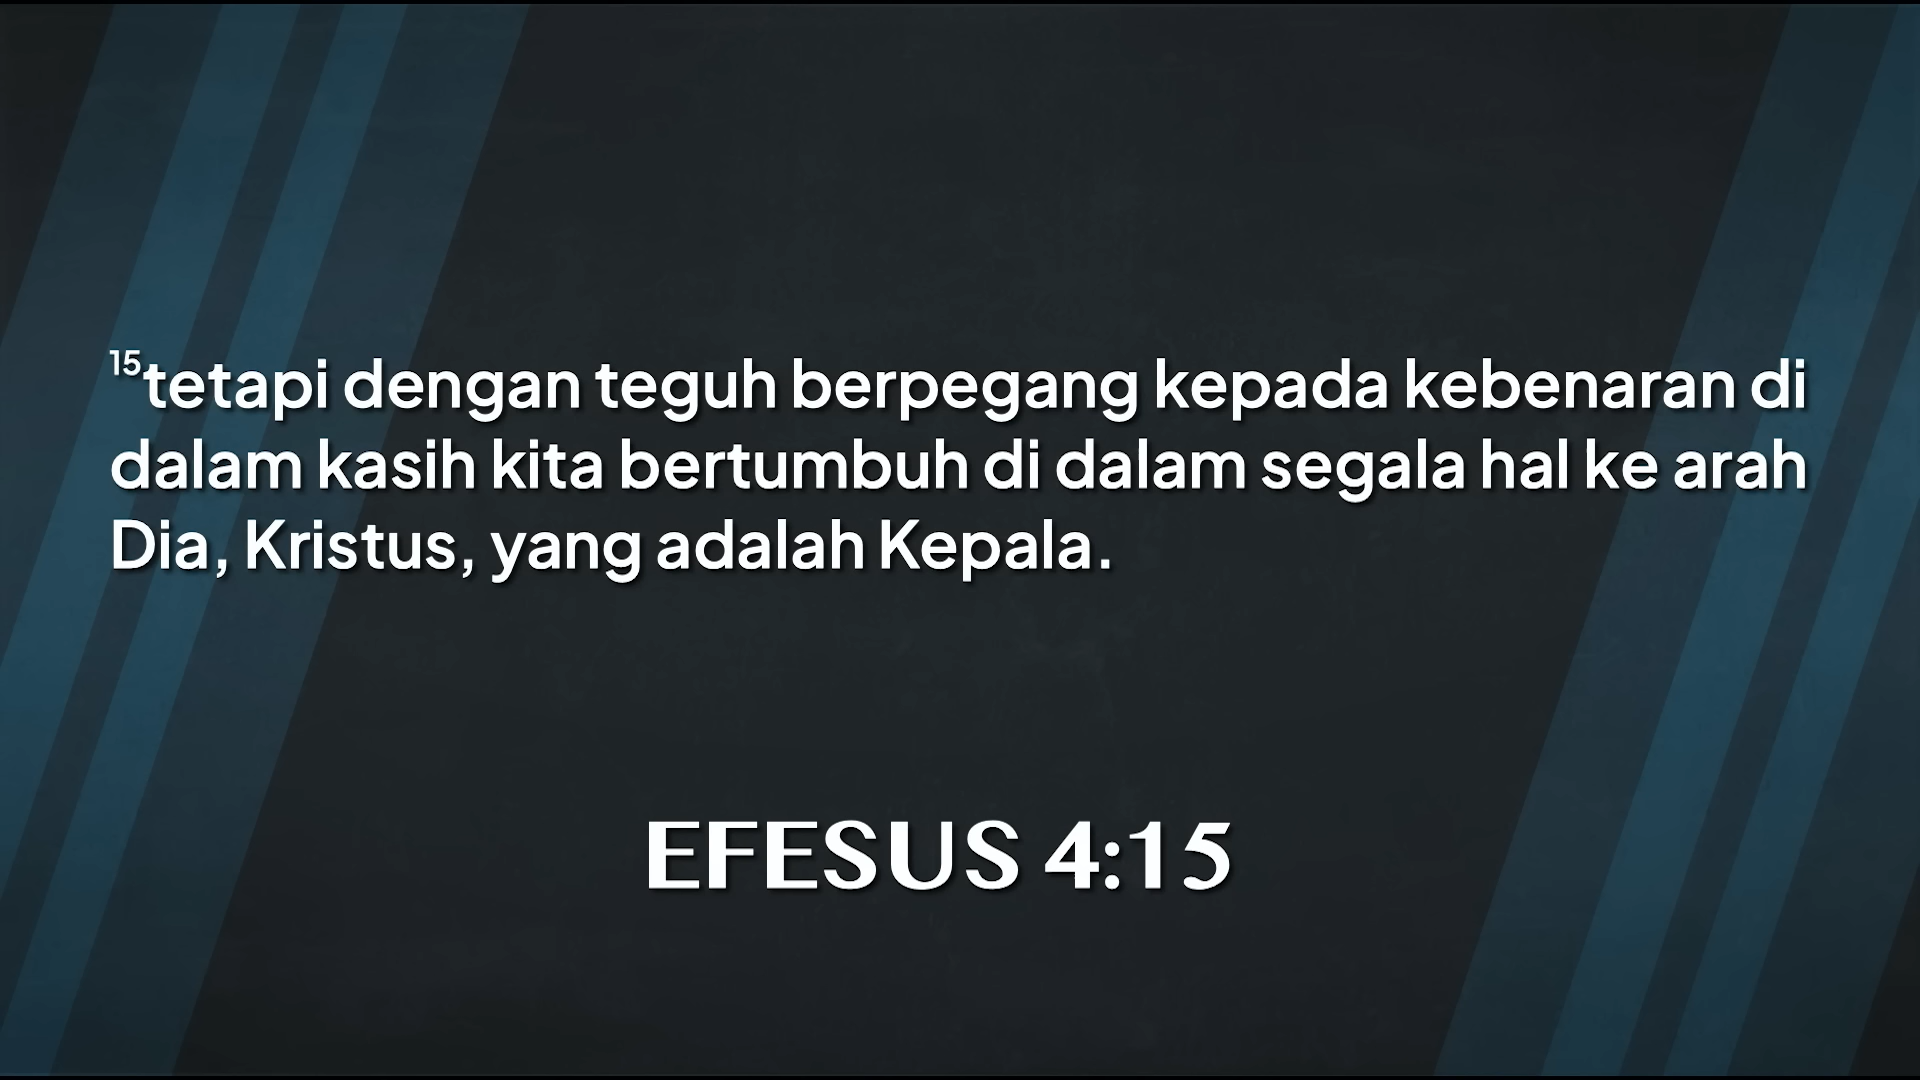 ¹⁵tetapi dengan teguh berpegang kepada kebenaran di
dalam kasih kita bertumbuh di dalam segala hal ke arah
Dia, Kristus, yang adalah Kepala.
EFESUS 4:15